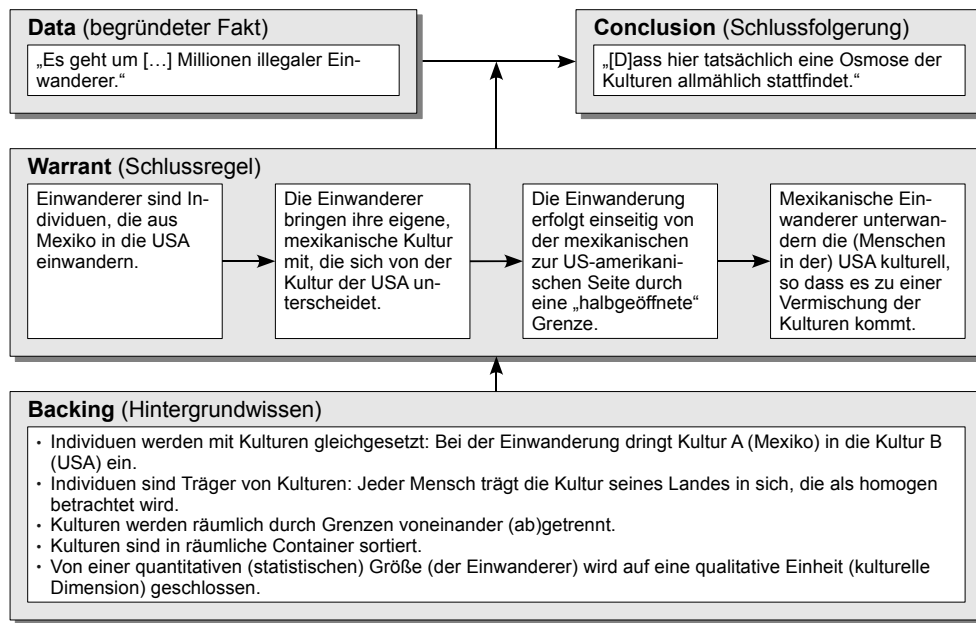 Data (begründeter Fakt)
„Es geht um […] Millionen illegaler Ein-
wanderer.“
Conclusion (Schlussfolgerung)
„[D]ass hier tatsächlich eine Osmose der
Kulturen allmählich stattfindet.“
Warrant (Schlussregel)
Einwanderer sind In-
dividuen, die aus
Mexiko in die USA
einwandern.
Die Einwanderer
bringen ihre eigene,
mexikanische Kultur
mit, die sich von der
Kultur der USA un-
terscheidet.
Die Einwanderung
erfolgt einseitig von
der mexikanischen
zur US-amerikani-
schen Seite durch
eine „halbgeöffnete“
Grenze.
Mexikanische Ein-
wanderer unterwan-
dern die (Menschen
in der) USA kulturell,
so dass es zu einer
Vermischung der
Kulturen kommt.
Backing (Hintergrundwissen)
· Individuen werden mit Kulturen gleichgesetzt: Bei der Einwanderung dringt Kultur A (Mexiko) in die Kultur B
(USA) ein.
· Individuen sind Träger von Kulturen: Jeder Mensch trägt die Kultur seines Landes in sich, die als homogen
betrachtet wird.
· Kulturen werden räumlich durch Grenzen voneinander (ab)getrennt.
· Kulturen sind in räumliche Container sortiert.
· Von einer quantitativen (statistischen) Größe (der Einwanderer) wird auf eine qualitative Einheit (kulturelle
Dimension) geschlossen.